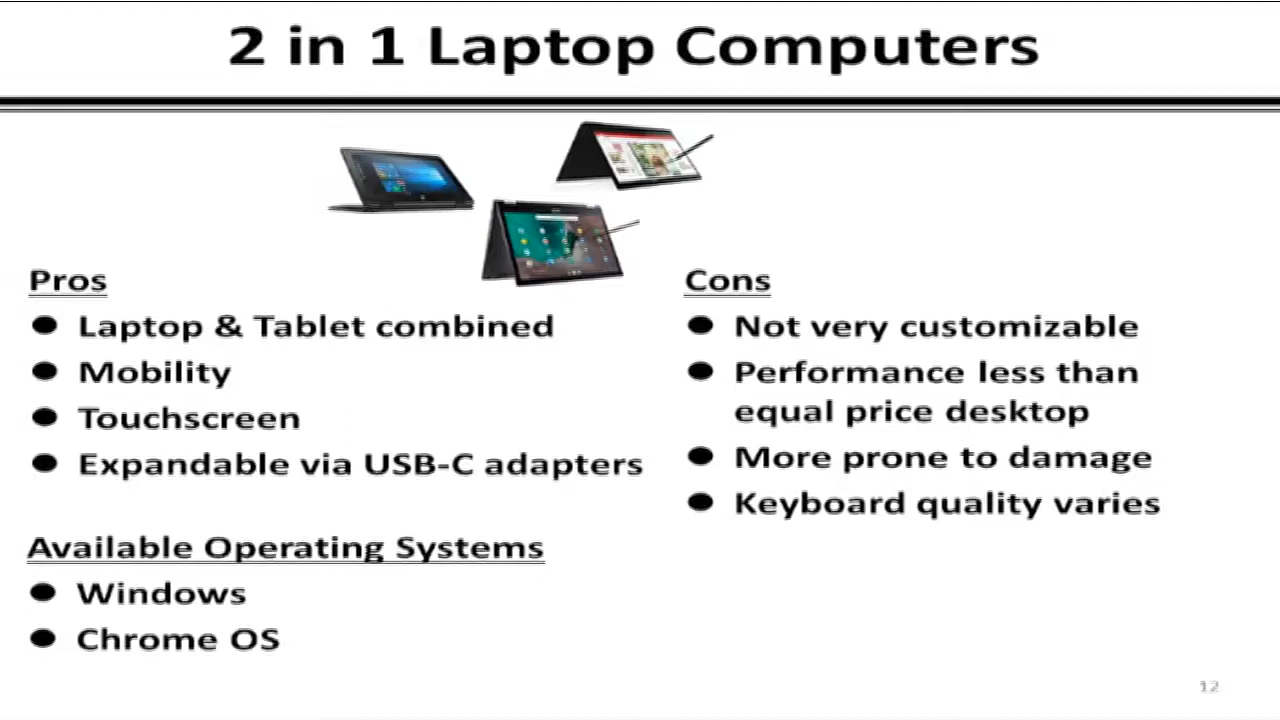 2 in 1 Laptop Computers
Pros
● Laptop & Tablet combined
● Mobility
● Touchscreen
● Expandable via USB-C adapters
Available Operating Systems
● Windows
● Chrome OS
Cons
● Not very customizable
● Performance less than
equal price desktop
● More prone to damage
● Keyboard quality varies
12